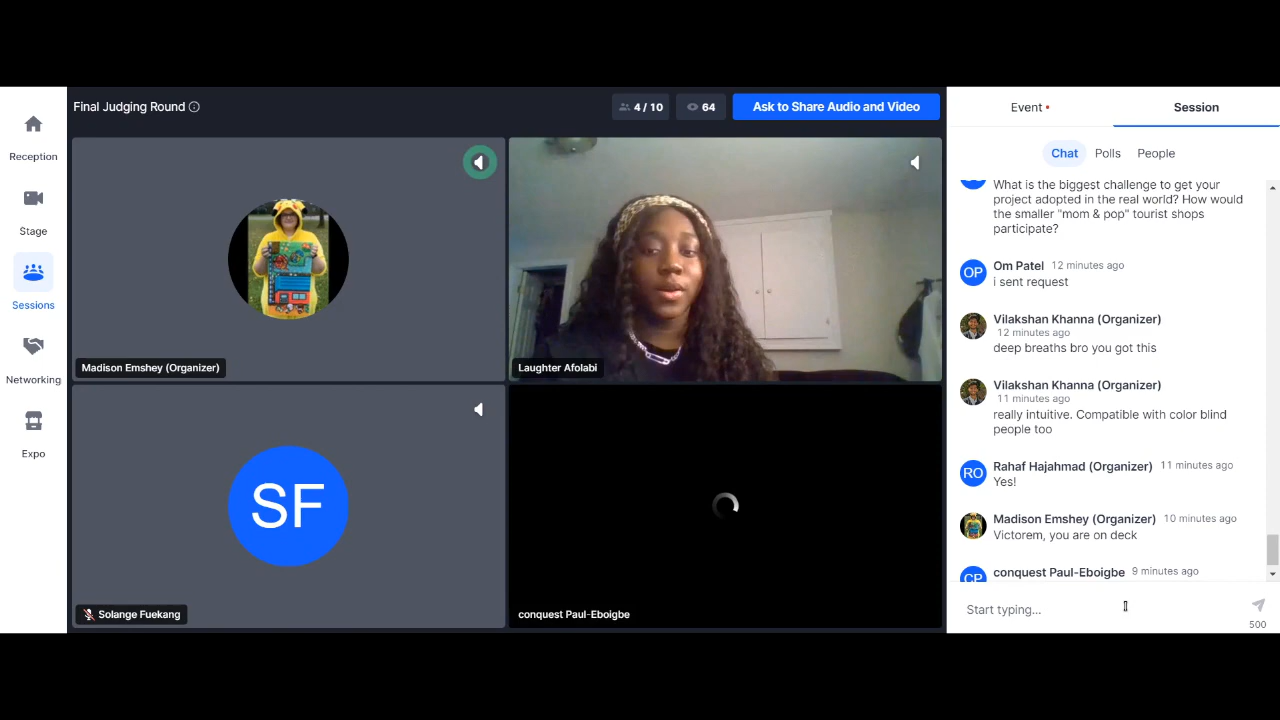 Reception
Stage
Sessions
Networking
Expo
Final Judging Round
4 / 10
64
Ask to Share Audio and Video
Madison Emshey (Organizer)
Laughter Afolabi
SF
Solange Fuekang
conquest Paul-Eboigbe
Event
Session
Chat
Polls
People
What is the biggest challenge to get your
project adopted in the real world? How would
the smaller "mom & pop" tourist shops
participate?
OP
Om Patel 12 minutes ago
i sent request
Vilakshan Khanna (Organizer)
12 minutes ago
deep breaths bro you got this
Vilakshan Khanna (Organizer)
11 minutes ago
really intuitive. Compatible with color blind
people too
RO
Rahaf Hajahmad (Organizer) 11 minutes ago
Yes!
Madison Emshey (Organizer) 10 minutes ago
Victorem, you are on deck
CP
conquest Paul-Eboigbe 9 minutes ago
Start typing...
500